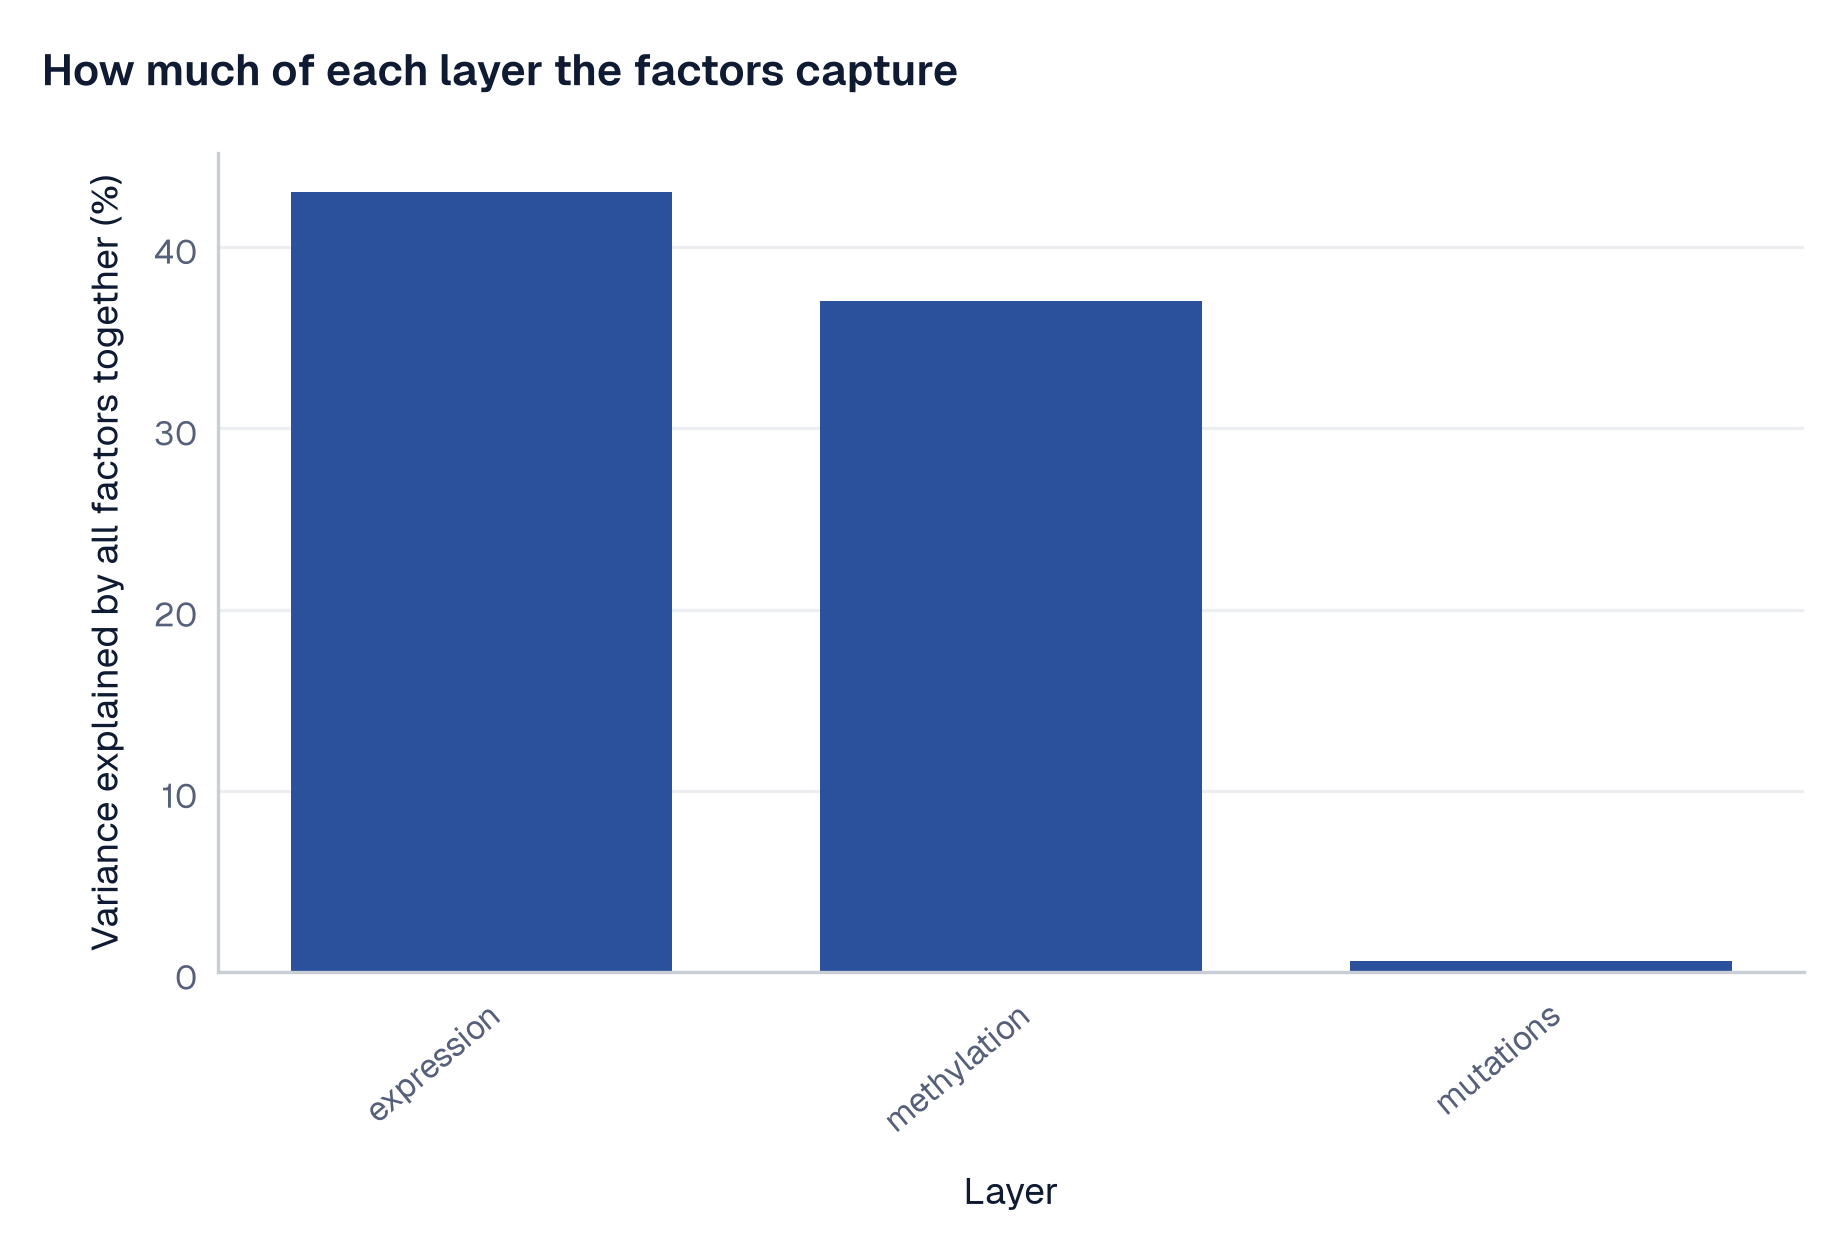 How much of each layer the factors capture
Variance explained by all factors together (%)
40
30
20
10
0
expression
methylation
mutations
Layer